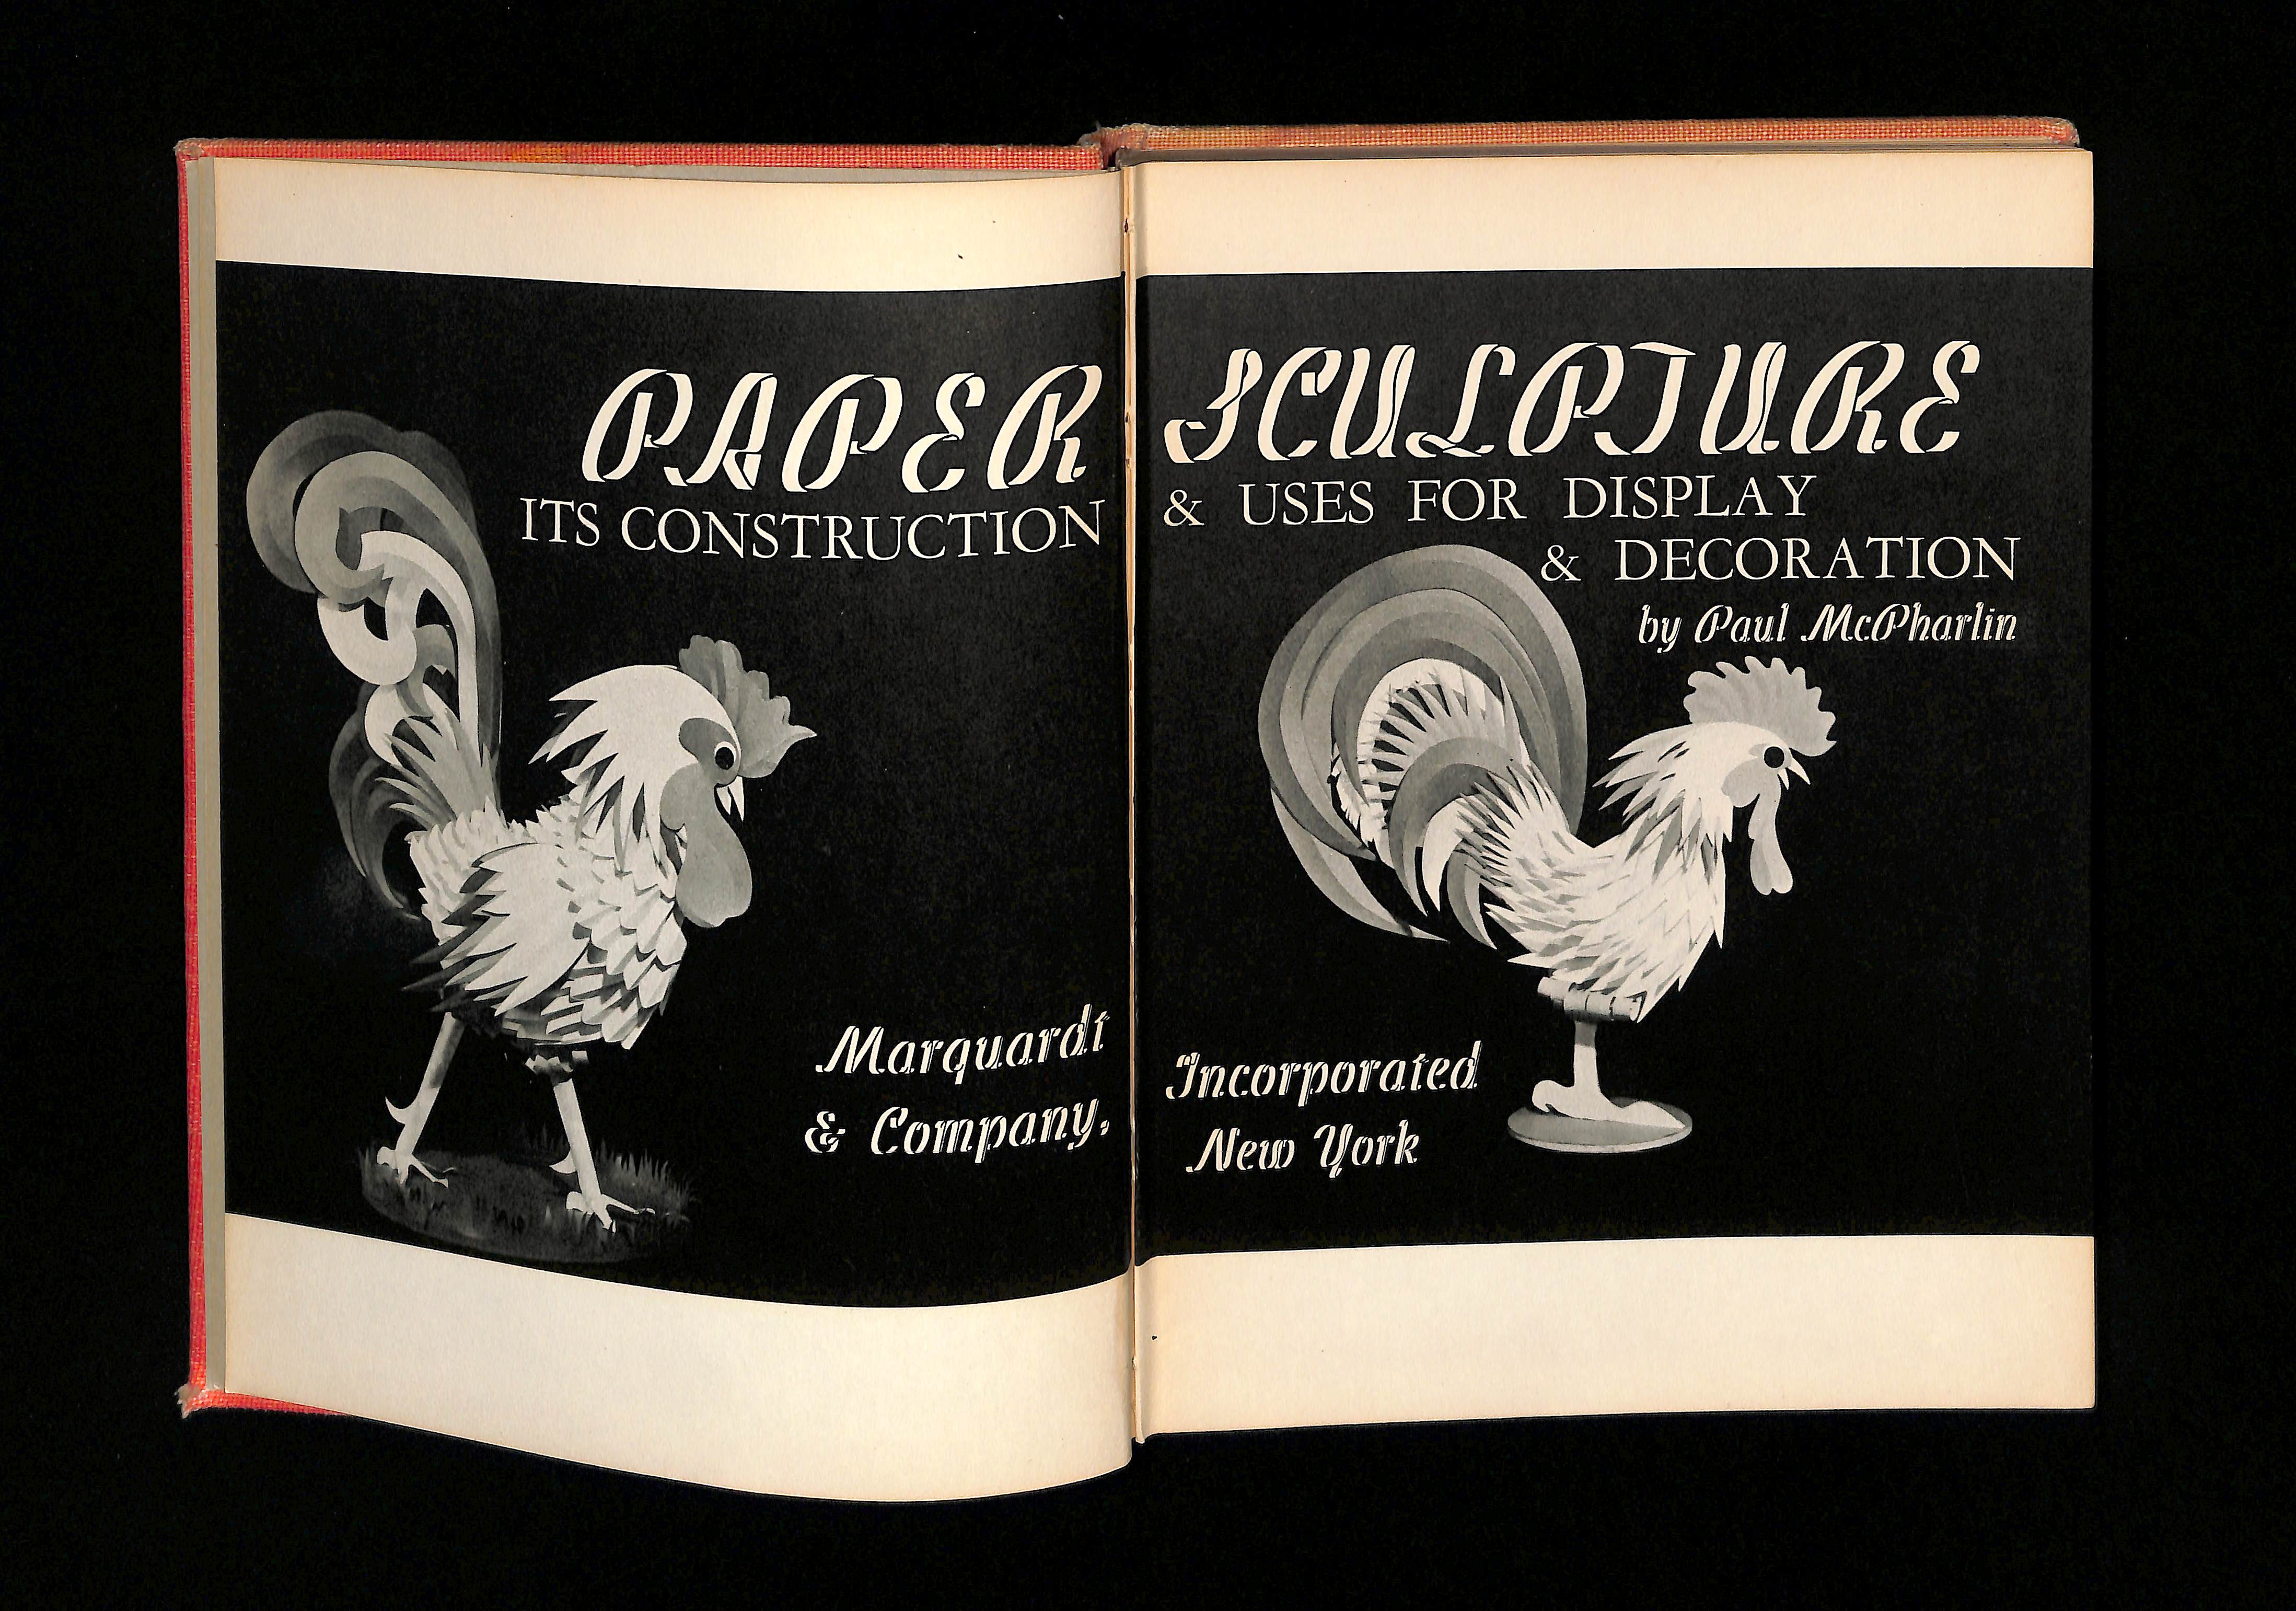 PAPER SCULPTURE
ITS CONSTRUCTION & USES FOR DISPLAY
& DECORATION
by Paul McPharlin
Marquardt Incorporated
& Company, New York